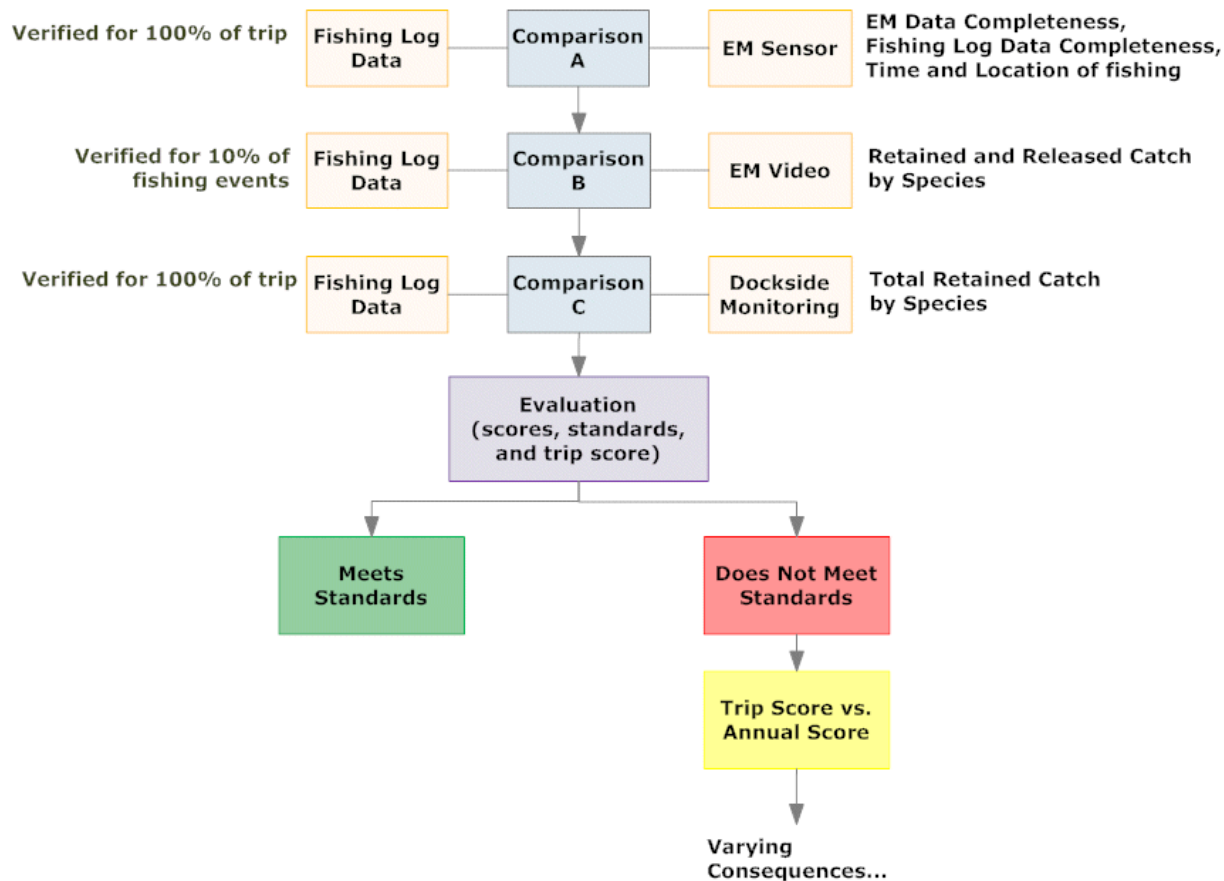 Verified for 100% of trip
Fishing Log
Data
Comparison
A
EM Sensor
EM Data Completeness,
Fishing Log Data Completeness,
Time and Location of fishing
Verified for 10% of
fishing events
Fishing Log
Data
Comparison
B
EM Video
Retained and Released Catch
by Species
Verified for 100% of trip
Fishing Log
Data
Comparison
C
Dockside
Monitoring
Total Retained Catch
by Species
Evaluation
(scores, standards,
and trip score)
Meets
Standards
Does Not Meet
Standards
Trip Score vs.
Annual Score
Varying
Consequences...